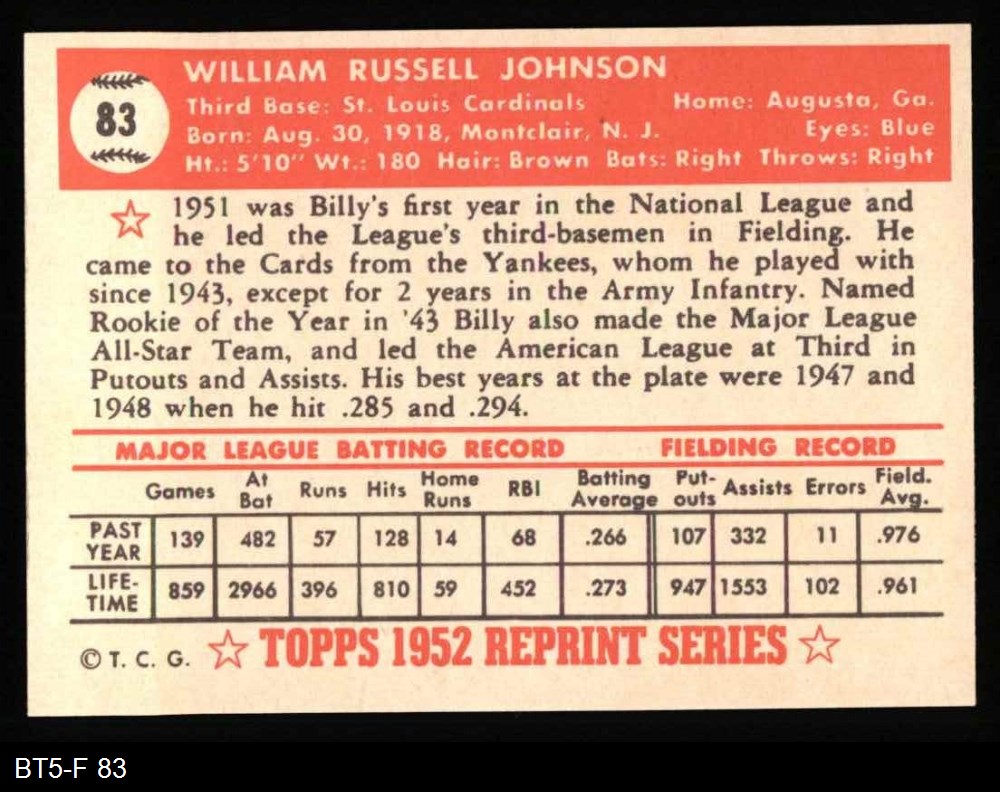 83
WILLIAM RUSSELL JOHNSON
Third Base: St. Louis Cardinals Home: Augusta, Ga.
Born: Aug. 30, 1918, Montclair, N. J. Eyes: Blue
Ht.: 5'10" Wt.: 180 Hair: Brown Bats: Right Throws: Right
1951 was Billy's first year in the National League and
he led the League's third-basemen in Fielding. He
came to the Cards from the Yankees, whom he played with
since 1943, except for 2 years in the Army Infantry. Named
Rookie of the Year in '43 Billy also made the Major League
All-Star Team, and led the American League at Third in
Putouts and Assists. His best years at the plate were 1947 and
1948 when he hit .285 and .294.
MAJOR LEAGUE BATTING RECORD FIELDING RECORD
Games At Bat Runs Hits Home Runs RBI Batting Average Put-outs Assists Errors Field. Avg.
PAST YEAR 139 482 57 128 14 68 .266 107 332 11 .976
LIFE-TIME 859 2966 396 810 59 452 .273 947 1553 102 .961
© T. C. G. ☆ TOPPS 1952 REPRINT SERIES ☆
BT5-F 83